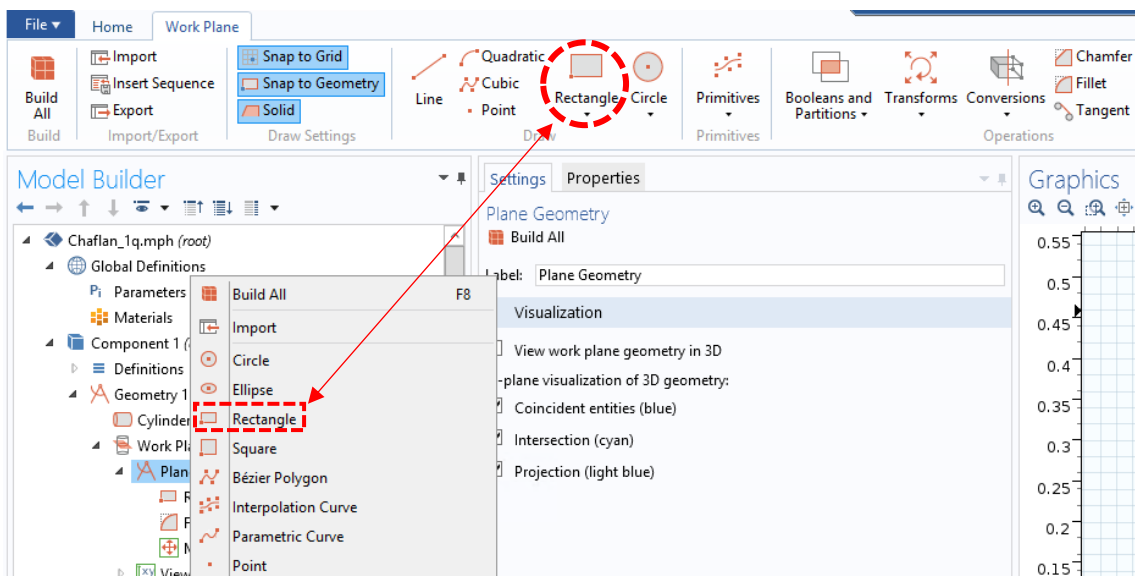 File
Home
Work Plane
Import
Insert Sequence
Export
Build All
Build
Import/Export
Snap to Grid
Snap to Geometry
Solid
Draw Settings
Line
Quadratic
Cubic
Point
Rectangle
Circle
Draw
Primitives
Primitives
Booleans and Partitions
Transforms
Conversions
Chamfer
Fillet
Tangent
Operations
Model Builder
Chaflan_1q.mph (root)
Global Definitions
Pi Parameters
Materials
Component 1
Definitions
Geometry 1
Cylinder
Work Pl
Plan
View
Build All F8
Import
Circle
Ellipse
Rectangle
Square
Bézier Polygon
Interpolation Curve
Parametric Curve
Point
Settings
Properties
Plane Geometry
Build All
Label: Plane Geometry
Visualization
View work plane geometry in 3D
-plane visualization of 3D geometry:
Coincident entities (blue)
Intersection (cyan)
Projection (light blue)
Graphics
0.55
0.5
0.45
0.4
0.35
0.3
0.25
0.2
0.15